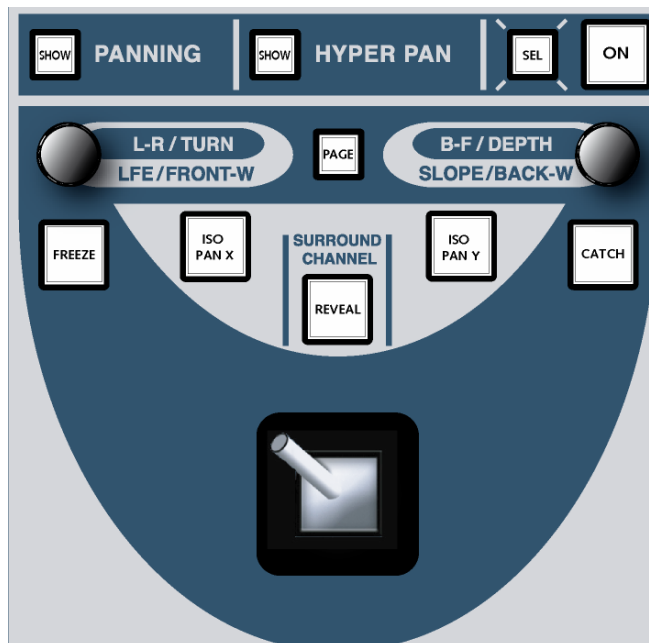 SHOW PANNING SHOW HYPER PAN SEL ON
L-R / TURN
LFE/FRONT-W
PAGE
B-F / DEPTH
SLOPE/BACK-W
FREEZE
ISO
PAN X
SURROUND
CHANNEL
REVEAL
ISO
PAN Y
CATCH